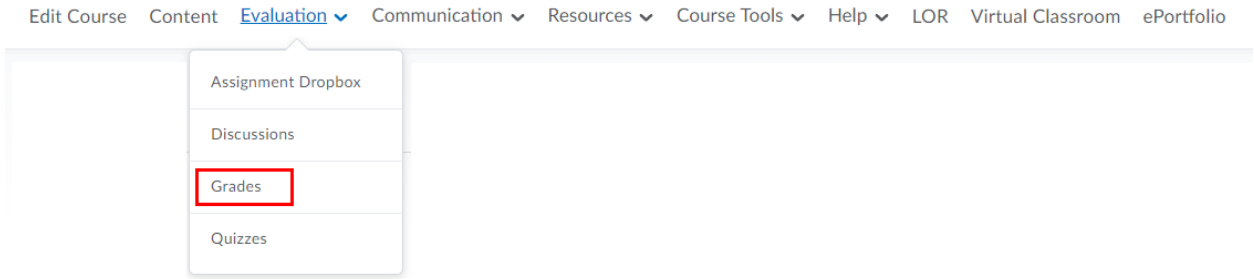 Edit Course Content Evaluation Communication Resources Course Tools Help LOR Virtual Classroom ePortfolio
Assignment Dropbox
Discussions
Grades
Quizzes